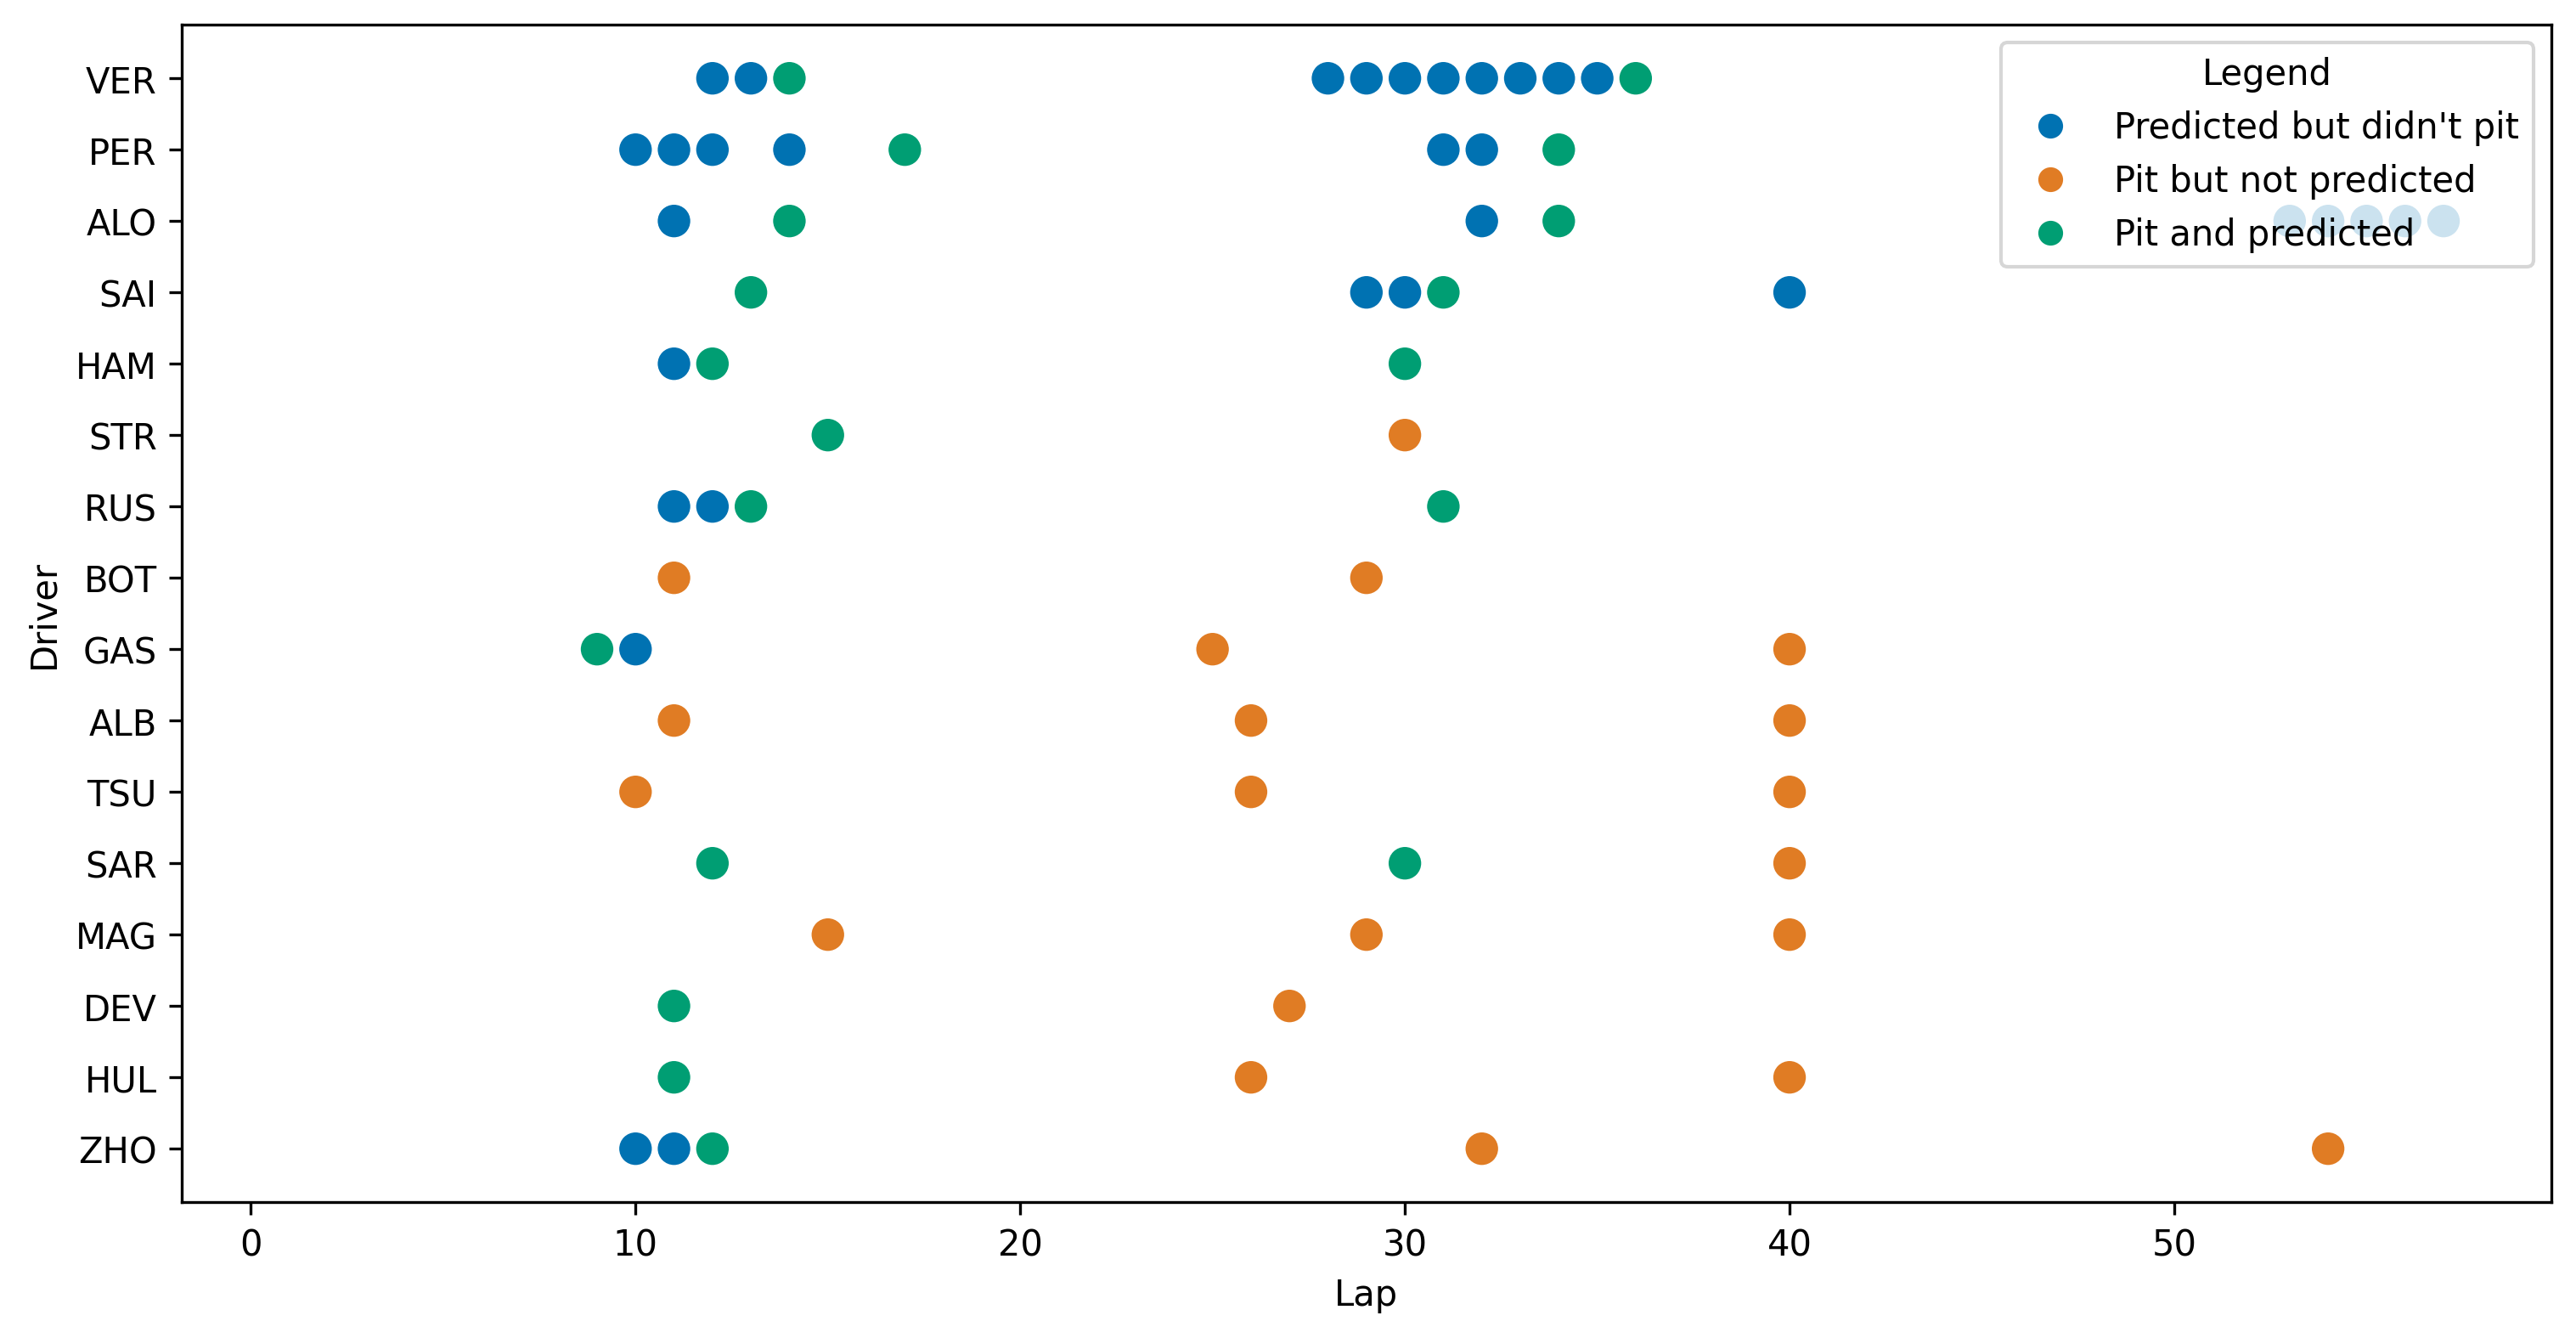 Legend
Predicted but didn't pit
Pit but not predicted
Pit and predicted
VER
PER
ALO
SAI
HAM
STR
RUS
BOT
GAS
ALB
TSU
SAR
MAG
DEV
HUL
ZHO
Driver
0 10 20 30 40 50
Lap